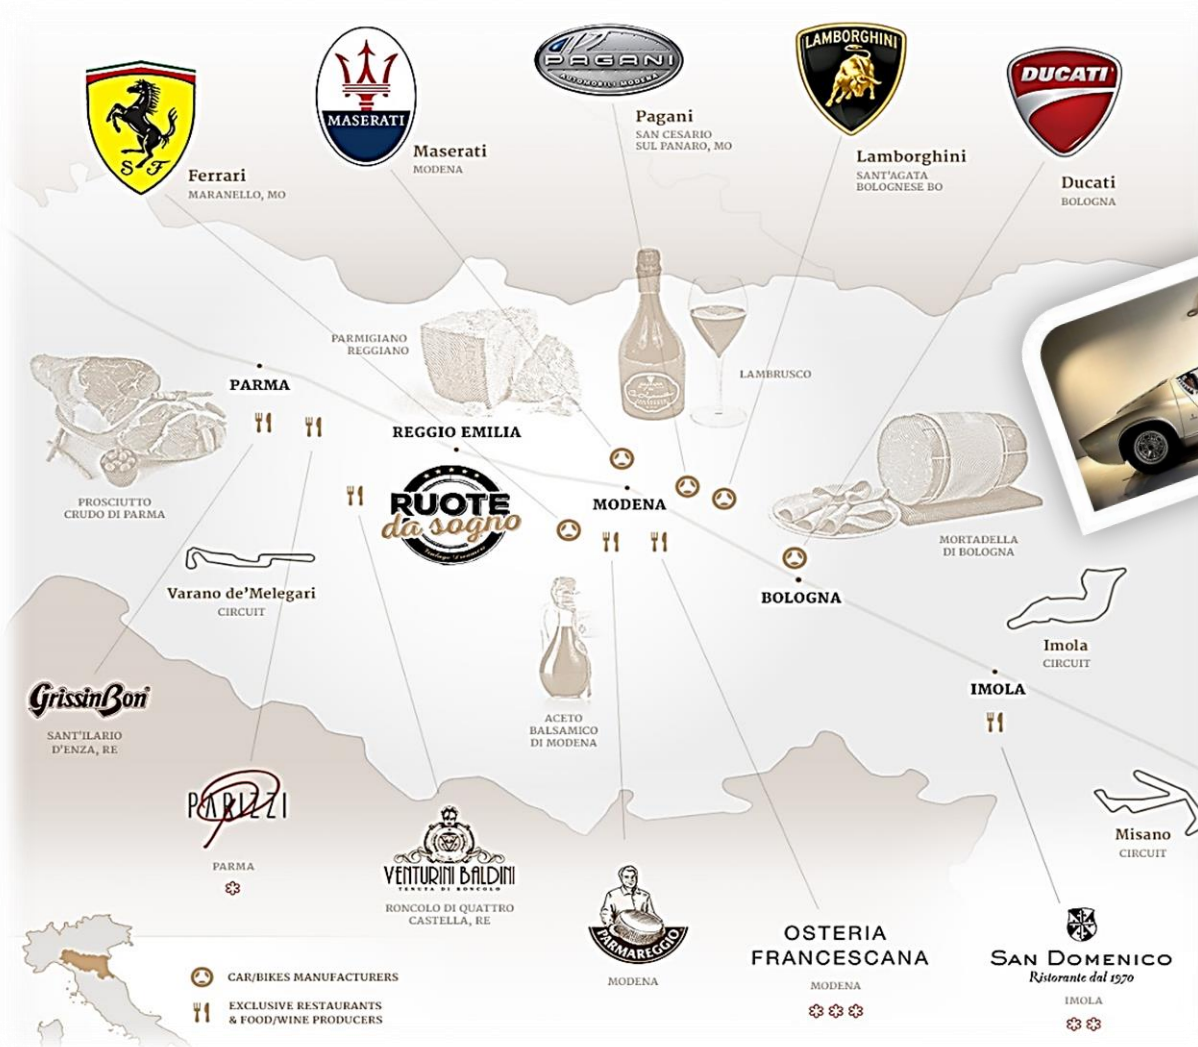 PAGANI
AUTOMOBILI MODENA
LAMBORGHINI
DUCATI
MASERATI
S F
Ferrari
MARANELLO, MO
Maserati
MODENA
Pagani
SAN CESARIO
SUL PANARO, MO
Lamborghini
SANT'AGATA
BOLOGNESE BO
Ducati
BOLOGNA
PARMIGIANO
REGGIANO
LAMBRUSCO
PARMA
REGGIO EMILIA
PROSCIUTTO
CRUDO DI PARMA
RUOTE
da sogno
MODENA
MORTADELLA
DI BOLOGNA
Varano de'Melegari
CIRCUIT
BOLOGNA
Imola
CIRCUIT
IMOLA
GrissinBon
SANT'ILARIO
D'ENZA, RE
ACETO
BALSAMICO
DI MODENA
PARIZZI
PARMA
Misano
CIRCUIT
VENTURINI BALDINI
TENUTA DI RONCOLO
RONCOLO DI QUATTRO
CASTELLA, RE
PARMAREGGIO
MODENA
OSTERIA
FRANCESCANA
MODENA
SAN DOMENICO
Ristorante dal 1970
IMOLA
CAR/BIKES MANUFACTURERS
EXCLUSIVE RESTAURANTS
& FOOD/WINE PRODUCERS